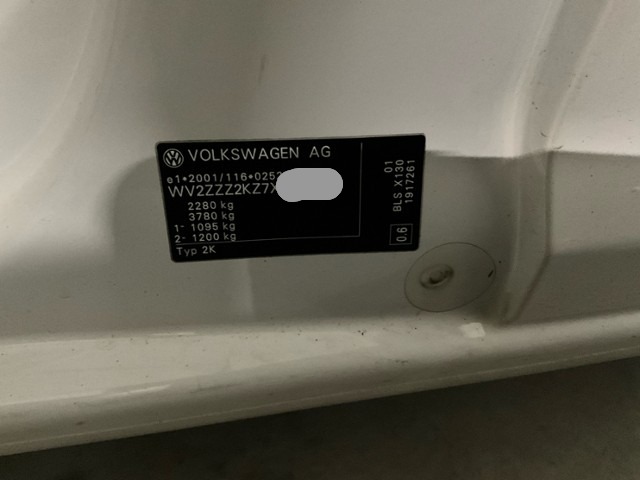 VOLKSWAGEN AG
e1*2001/116*0252
WV2ZZZ2KZ7X
2280 kg
3780 kg
1- 1095 kg
2- 1200 kg
Typ 2K
01
BLS X130
1917261
0.6